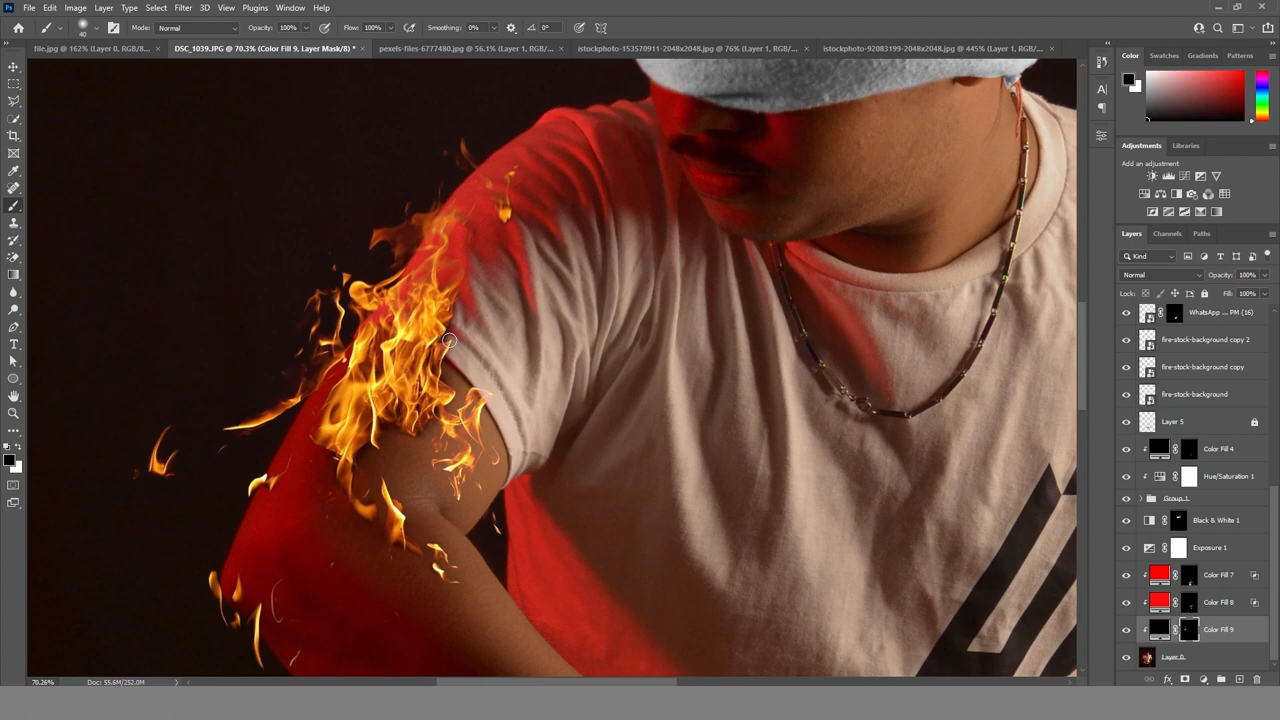 Ps File Edit Image Layer Type Select Filter 3D View Plugins Window Help
40 Mode: Normal Opacity: 100% Flow: 100% Smoothing: 0% 0°
file.jpg @ 162% (Layer 0, RGB/8... × DSC_1039.JPG @ 70.3% (Color Fill 9, Layer Mask/8) * × pexels-files-6777480.jpg @ 56.1% (Layer 1, RGB/... × istockphoto-153570911-2048x2048.jpg @ 76% (Layer 1, RGB/... × istockphoto-92083199-2048x2048.jpg @ 445% (Layer 1, RGB/... ×
Color Swatches Gradients Patterns
Adjustments Libraries
Add an adjustment
Layers Channels Paths
Kind
Normal Opacity: 100%
Lock: Fill: 100%
WhatsApp ... PM (16)
fire-stock-background copy 2
fire-stock-background copy
fire-stock-background
Layer 5
Color Fill 4
Hue/Saturation 1
Group 1
Black & White 1
Exposure 1
Color Fill 7
Color Fill 8
Color Fill 9
Layer 0
70.26% Doc: 55.6M/252.0M